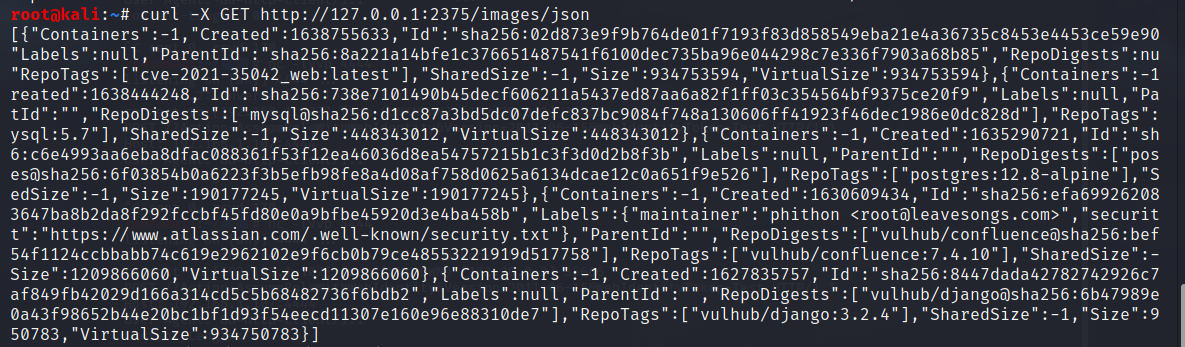 root@kali:~# curl -X GET http://127.0.0.1:2375/images/json
[{"Containers":-1,"Created":1638755633,"Id":"sha256:02d873e9f9b764de01f7193f83d858549eba21e4a36735c8453e4453ce59e90
"Labels":null,"ParentId":"sha256:8a221a14bfe1c3766514875​41f6100dec735ba96e044298c7e336f7903a68b85","RepoDigests":nu
"RepoTags":["cve-2021-35042_web:latest"],"SharedSize":-1,"Size":934753594,"VirtualSize":934753594},{"Containers":-1
reated":1638444248,"Id":"sha256:738e7101490b45decf606211a5437ed87aa6a82f1ff03c354564bf9375ce20f9","Labels":null,"Pa
tId":"","RepoDigests":["mysql@sha256:d1cc87a3bd5dc07defc837bc9084f748a130606ff41923f46dec1986e0dc828d"],"RepoTags":
ysql:5.7"],"SharedSize":-1,"Size":448343012,"VirtualSize":448343012},{"Containers":-1,"Created":1635290721,"Id":"sh
6:c6e4993aa6eba8dfac088361f53f12ea46036d8ea54757215b1c3f3d0d2b8f3b","Labels":null,"ParentId":"","RepoDigests":["pos
es@sha256:6f03854b0a6223f3b5efb98fe8a4d08af758d0625a6134dcae12c0a651f9e526"],"RepoTags":["postgres:12.8-alpine"],"S
edSize":-1,"Size":190177245,"VirtualSize":190177245},{"Containers":-1,"Created":1630609434,"Id":"sha256:efa69926208
3647ba8b2da8f292fccbf45fd80e0a9bfbe45920d3e4ba458b","Labels":{"maintainer":"phithon <root@leavesongs.com>","securit
t":"https://www.atlassian.com/.well-known/security.txt"},"ParentId":"","RepoDigests":["vulhub/confluence@sha256:bef
54f1124ccbbabb74c619e2962102e9f6cb0b79ce48553221919d517758"],"RepoTags":["vulhub/confluence:7.4.10"],"SharedSize":-
Size":1209866060,"VirtualSize":1209866060},{"Containers":-1,"Created":1627835757,"Id":"sha256:8447dada42782742926c7
af849fb42029d166a314cd5c5b68482736f6bdb2","Labels":null,"ParentId":"","RepoDigests":["vulhub/django@sha256:6b47989e
0a43f98652b44e20bc1bf1d93f54eecd11307e160e96e88310de7"],"RepoTags":["vulhub/django:3.2.4"],"SharedSize":-1,"Size":9
950783,"VirtualSize":934750783}]